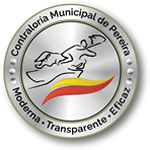 Contraloría Municipal de Pereira
Moderna • Transparente • Eficaz